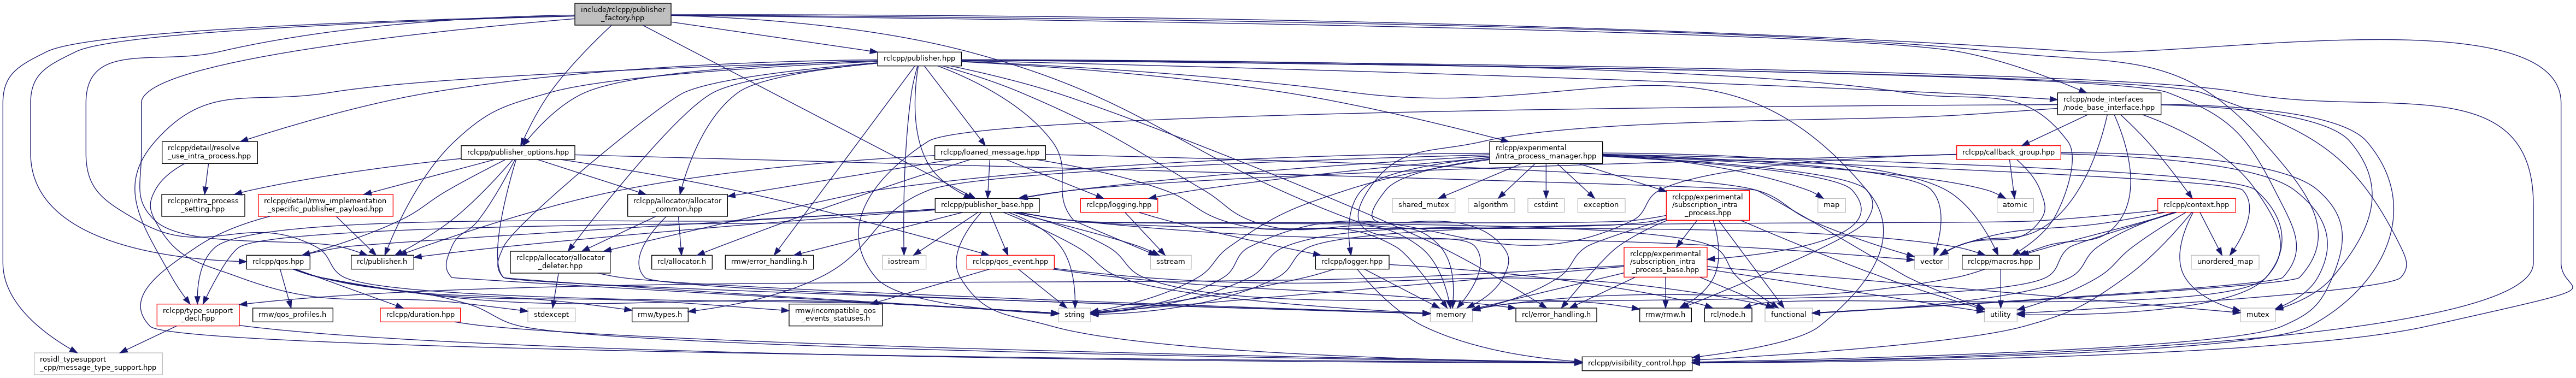 include/rclcpp/publisher
_factory.hpp
rclcpp/publisher.hpp
rclcpp/node_interfaces
/node_base_interface.hpp
rclcpp/detail/resolve
_use_intra_process.hpp
rclcpp/publisher_options.hpp
rclcpp/loaned_message.hpp
rclcpp/experimental
/intra_process_manager.hpp
rclcpp/callback_group.hpp
rclcpp/intra_process
_setting.hpp
rclcpp/detail/rmw_implementation
_specific_publisher_payload.hpp
rclcpp/allocator/allocator
_common.hpp
rclcpp/publisher_base.hpp
rclcpp/logging.hpp
shared_mutex
algorithm
cstdint
exception
rclcpp/experimental
/subscription_intra
_process.hpp
map
atomic
rclcpp/context.hpp
rclcpp/qos.hpp
rcl/publisher.h
rclcpp/allocator/allocator
_deleter.hpp
rcl/allocator.h
rmw/error_handling.h
iostream
rclcpp/qos_event.hpp
sstream
rclcpp/logger.hpp
rclcpp/experimental
/subscription_intra
_process_base.hpp
vector
rclcpp/macros.hpp
unordered_map
rclcpp/type_support
_decl.hpp
rmw/qos_profiles.h
rclcpp/duration.hpp
stdexcept
rmw/types.h
rmw/incompatible_qos
_events_statuses.h
string
memory
rcl/error_handling.h
rmw/rmw.h
rcl/node.h
functional
utility
mutex
rosidl_typesupport
_cpp/message_type_support.hpp
rclcpp/visibility_control.hpp